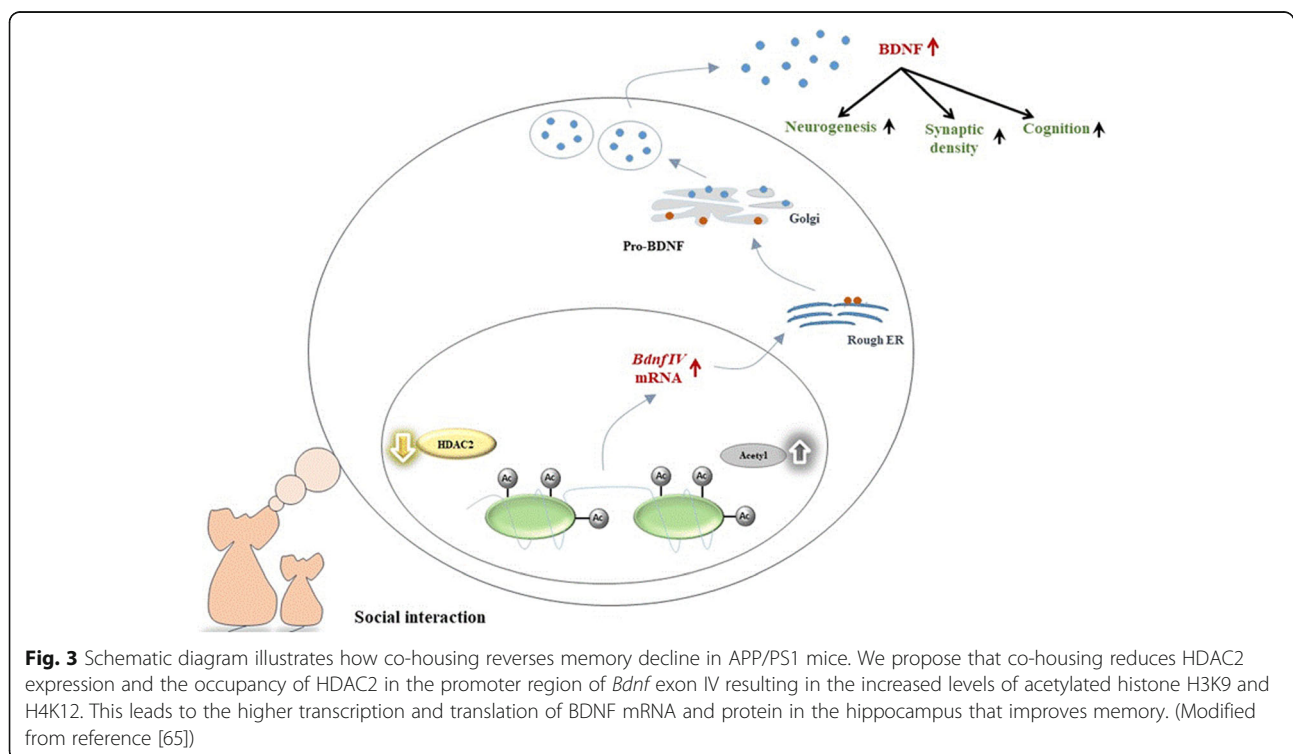 BDNF ↑
Neurogenesis ↑
Synaptic
density ↑
Cognition ↑
Golgi
Pro-BDNF
Rough ER
Bdnf IV
mRNA ↑
HDAC2
Acetyl
Ac
Ac
Ac
Ac
Ac
Ac
Social interaction
Fig. 3 Schematic diagram illustrates how co-housing reverses memory decline in APP/PS1 mice. We propose that co-housing reduces HDAC2
expression and the occupancy of HDAC2 in the promoter region of Bdnf exon IV resulting in the increased levels of acetylated histone H3K9 and
H4K12. This leads to the higher transcription and translation of BDNF mRNA and protein in the hippocampus that improves memory. (Modified
from reference [65])